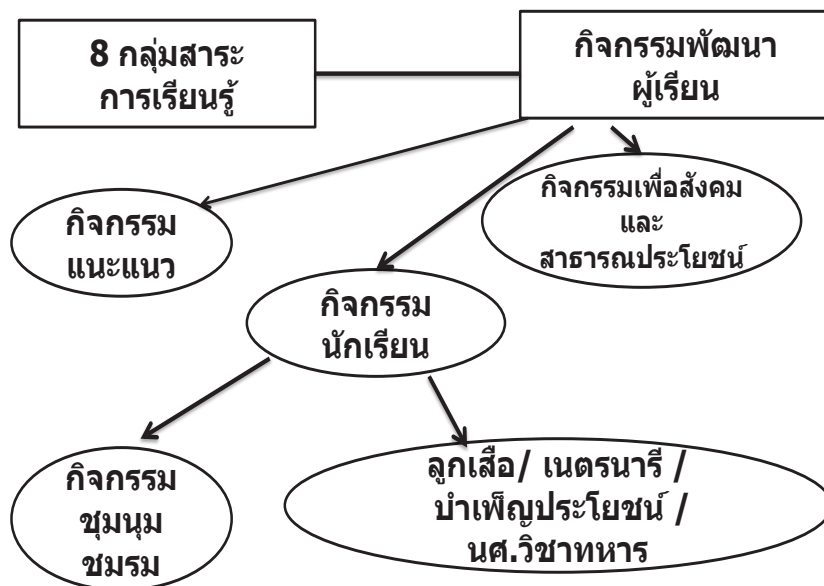 8 กลุ่มสาระ
การเรียนรู้
กิจกรรมพัฒนา
ผู้เรียน
กิจกรรม
แนะแนว
กิจกรรมเพื่อสังคม
และ
สาธารณประโยชน์
กิจกรรม
นักเรียน
กิจกรรม
ชุมนุม
ชมรม
ลูกเสือ/ เนตรนารี /
บำเพ็ญประโยชน์ /
นศ.วิชาทหาร